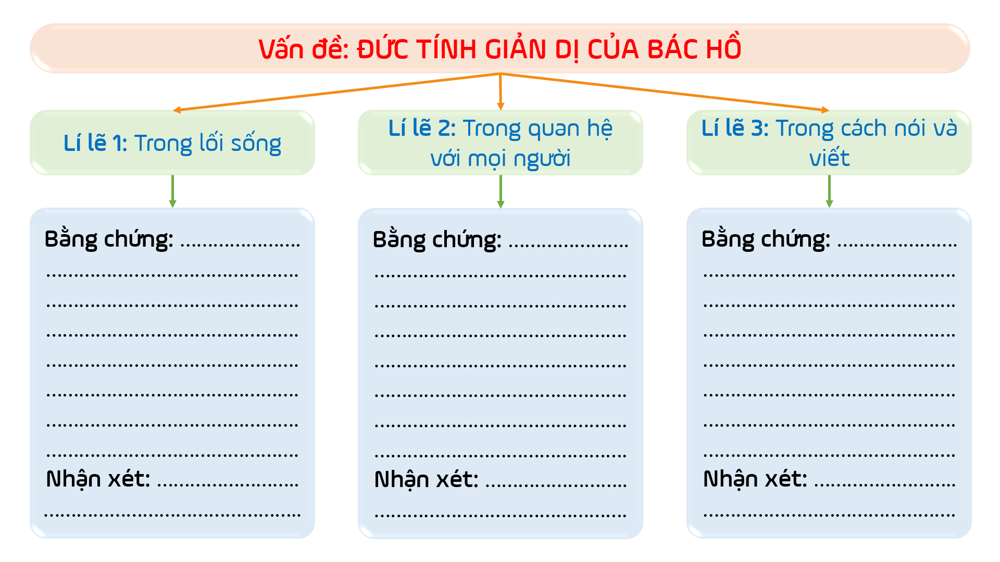 Vấn đề: ĐỨC TÍNH GIẢN DỊ CỦA BÁC HỒ
Lí lẽ 1: Trong lối sống
Lí lẽ 2: Trong quan hệ
với mọi người
Lí lẽ 3: Trong cách nói và
viết
Bằng chứng: ......................
..............................................
..............................................
..............................................
..............................................
..............................................
..............................................
..............................................
Nhận xét: ..........................
...............................................
Bằng chứng: ......................
..............................................
..............................................
..............................................
..............................................
..............................................
..............................................
..............................................
Nhận xét: ..........................
..............................................
Bằng chứng: ......................
..............................................
..............................................
..............................................
..............................................
..............................................
..............................................
..............................................
Nhận xét: ..........................
..............................................